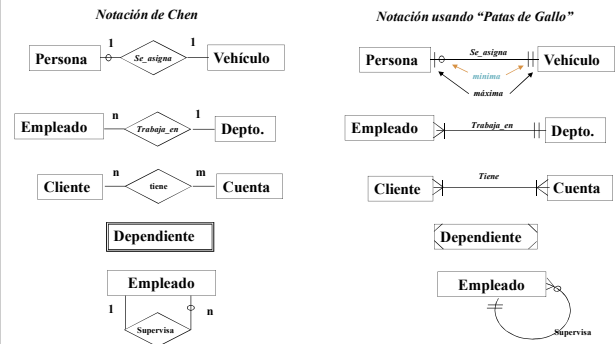 Notación de Chen
1 1
Persona Se_asigna Vehículo
n 1
Empleado Trabaja_en Depto.
n m
Cliente tiene Cuenta
Dependiente
Empleado
1 n
Supervisa
Notación usando “Patas de Gallo”
Se_asigna
Persona Vehículo
mínima
máxima
Trabaja_en
Empleado Depto.
Tiene
Cliente Cuenta
Dependiente
Empleado
Supervisa